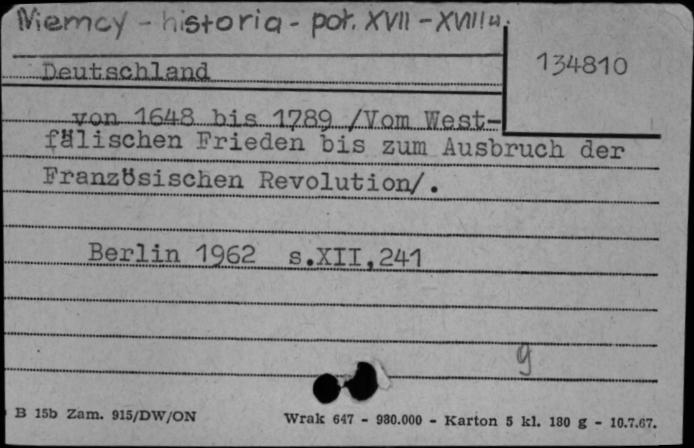 Niemcy - historia - poł. XVII - XVIII w.
134810
Deutschland
von 1648 bis 1789 /Vom West-
fälischen Frieden bis zum Ausbruch der
Französischen Revolution/.
Berlin 1962 s.XII,241
g
B 15b Zam. 915/DW/ON
Wrak 647 - 980.000 - Karton 5 kl. 180 g - 10.7.67.